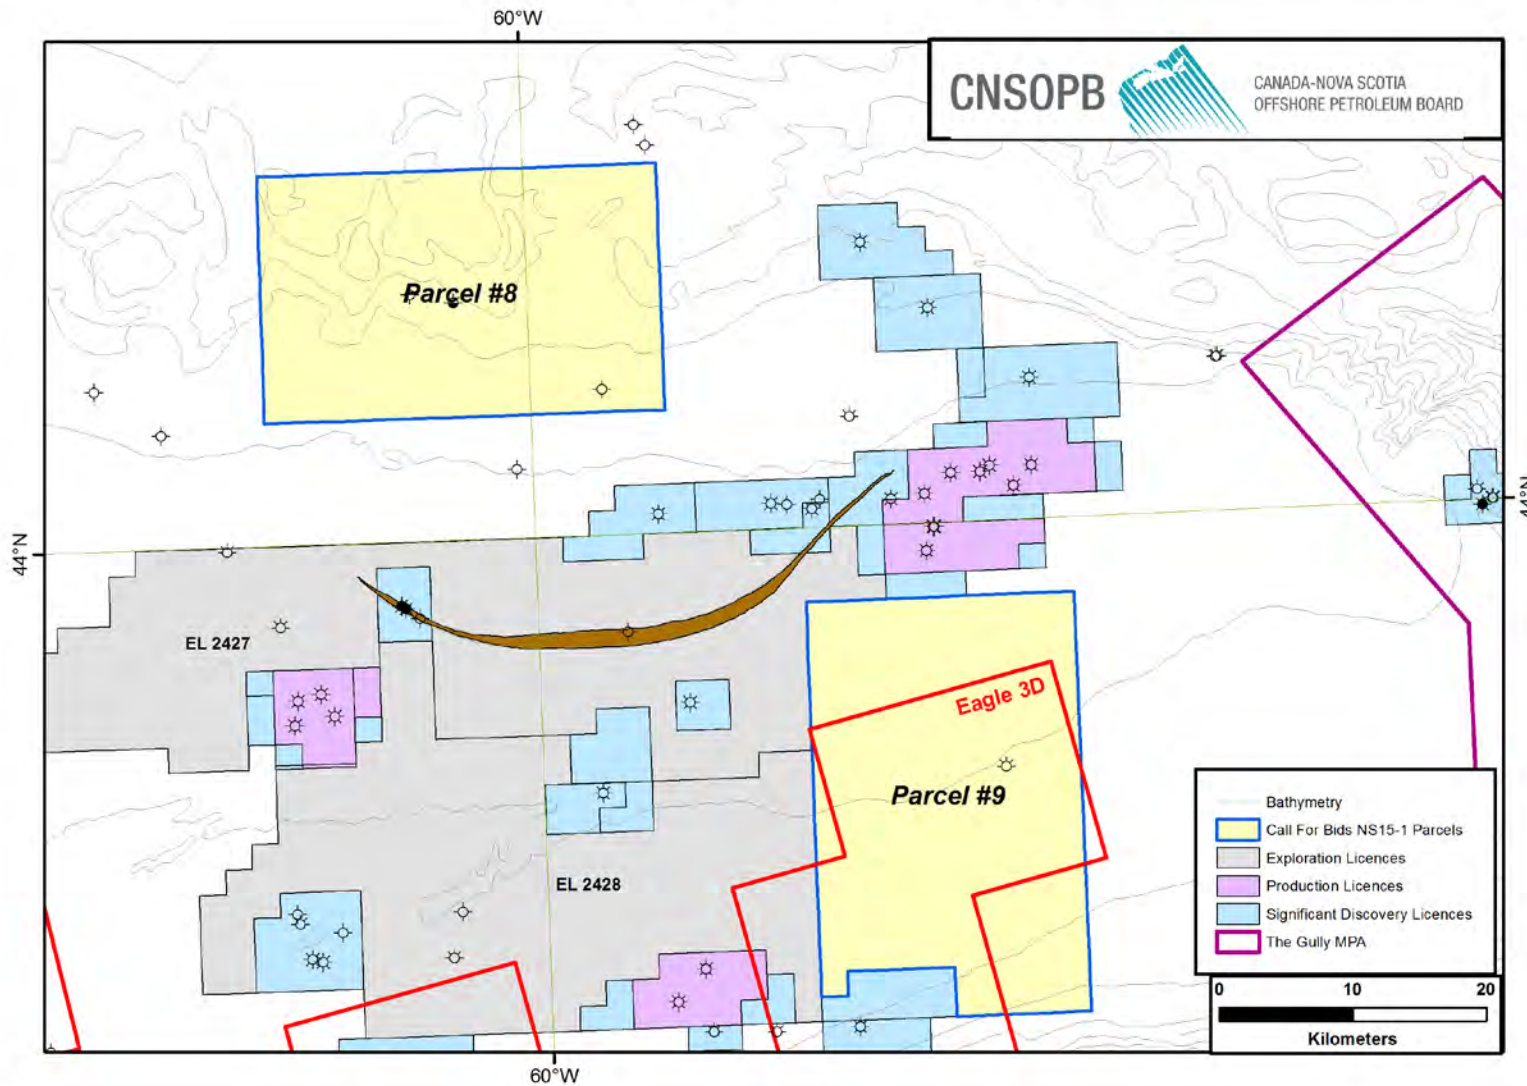 60°W
CNSOPB
CANADA-NOVA SCOTIA
OFFSHORE PETROLEUM BOARD
Parcel #8
44°N
44°N
EL 2427
Eagle 3D
Parcel #9
EL 2428
Bathymetry
Call For Bids NS15-1 Parcels
Exploration Licences
Production Licences
Significant Discovery Licences
The Gully MPA
0 10 20
Kilometers
60°W